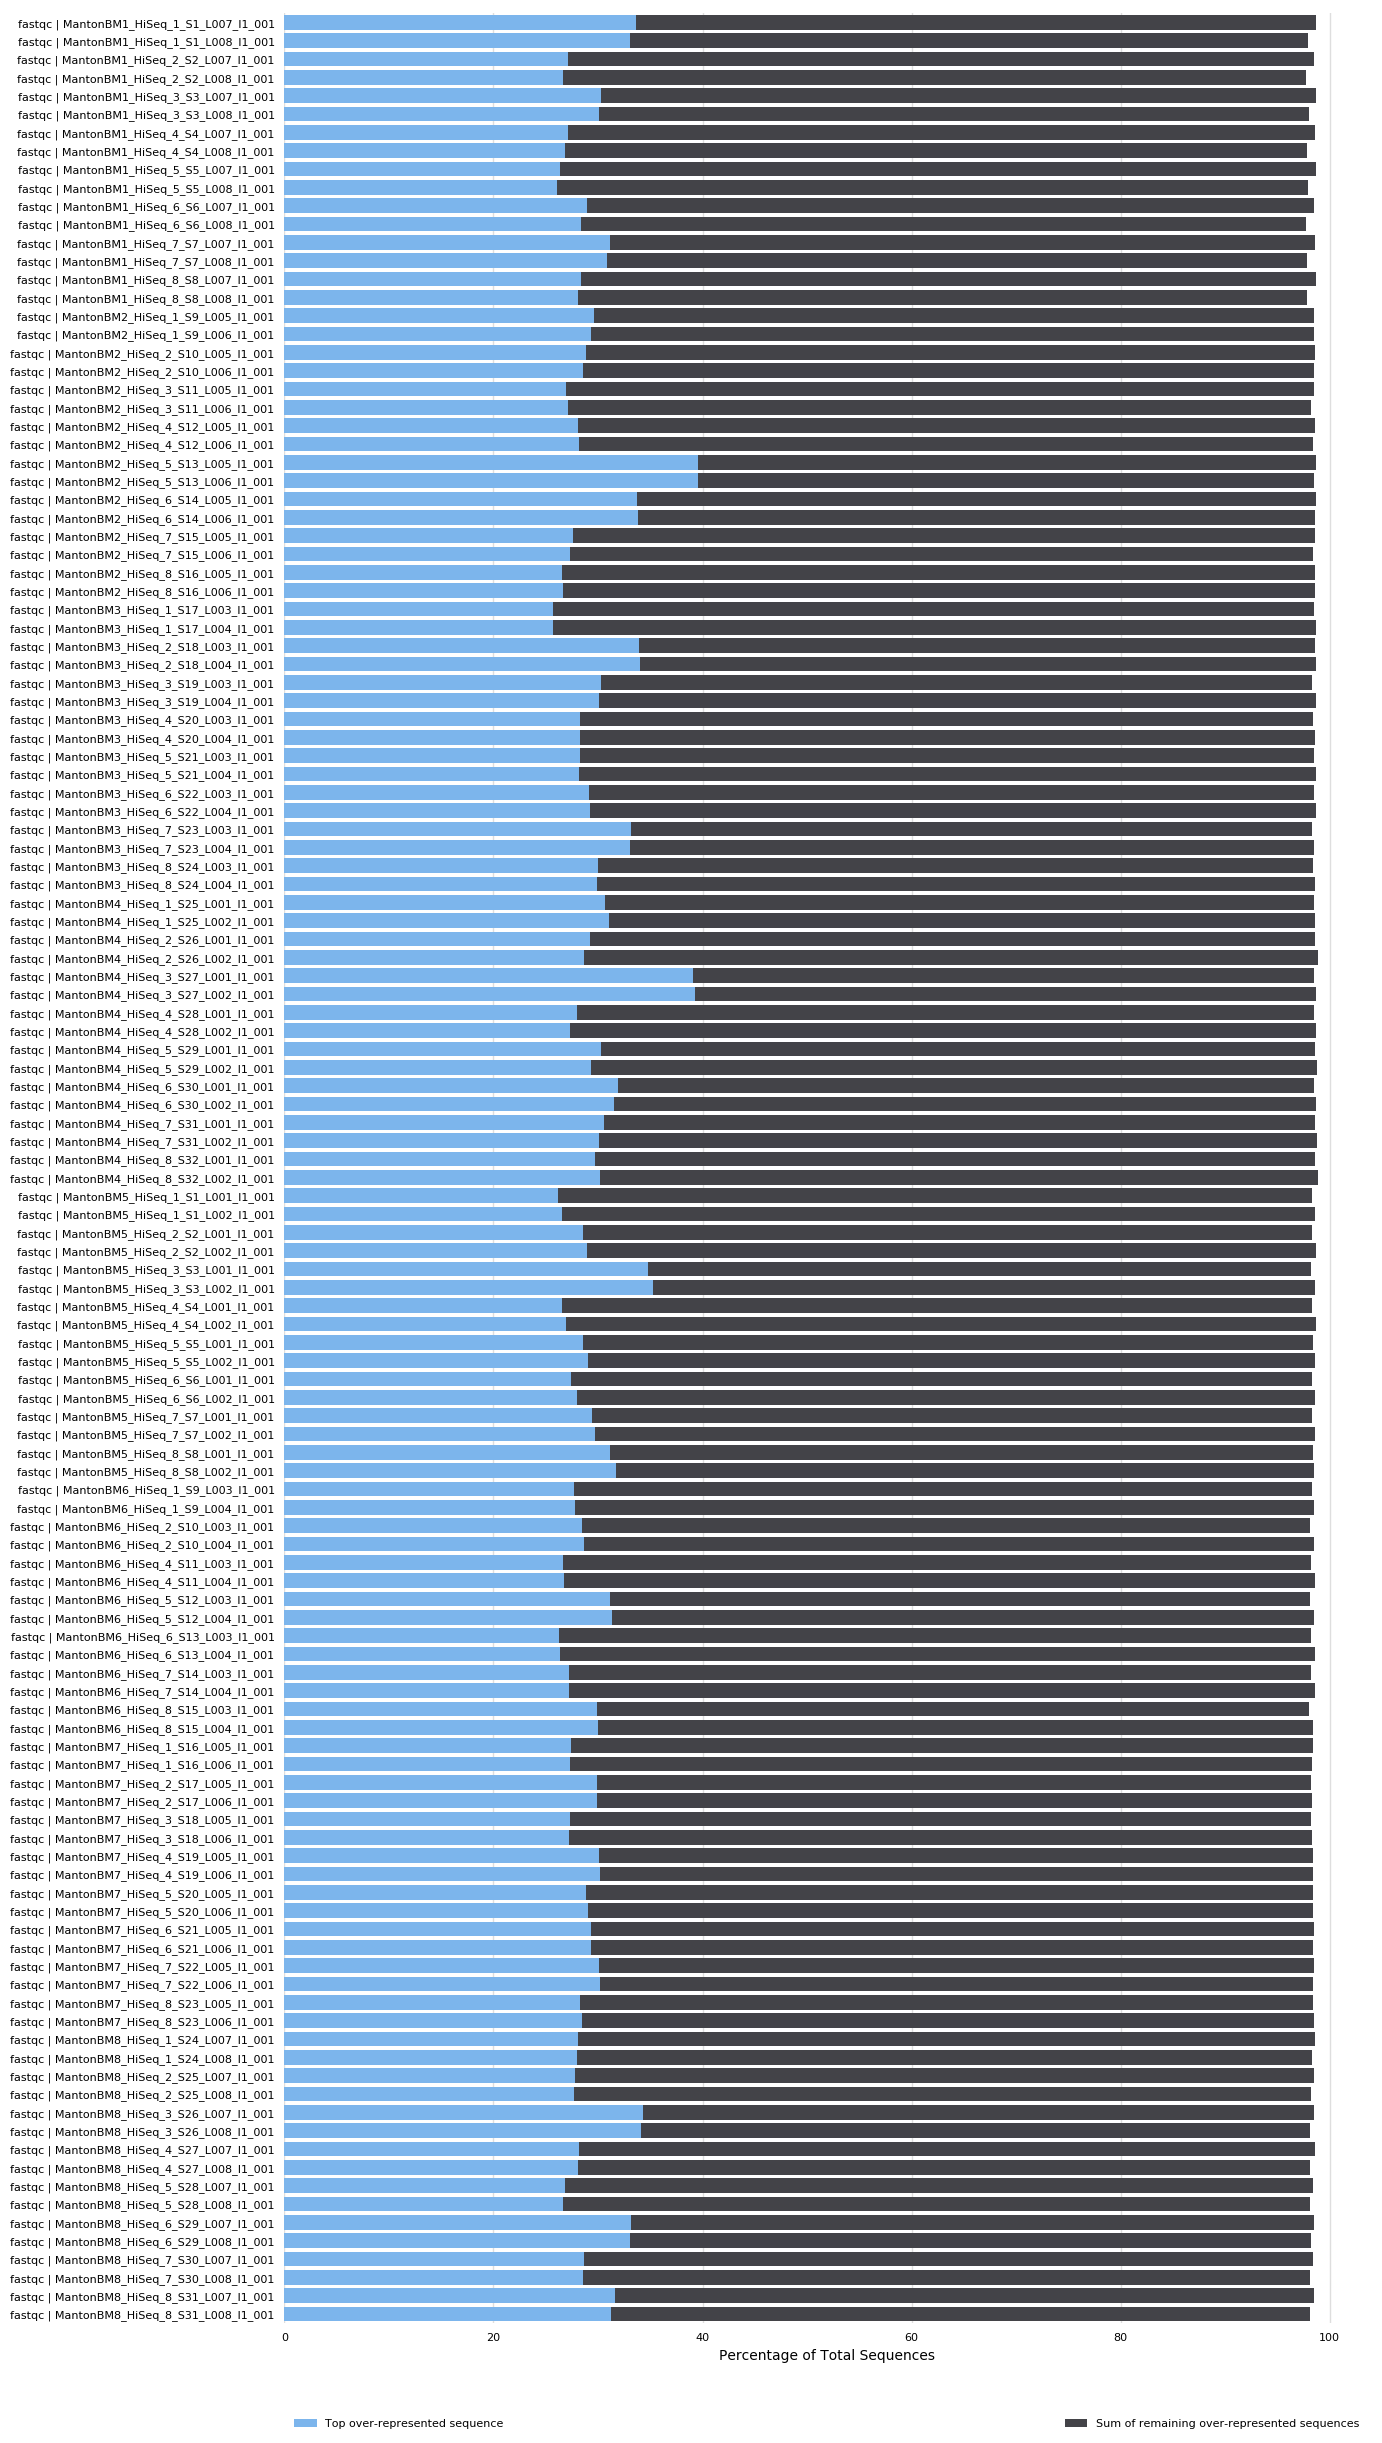 fastqc | MantonBM1_HiSeq_1_S1_L007_I1_001
fastqc | MantonBM1_HiSeq_1_S1_L008_I1_001
fastqc | MantonBM1_HiSeq_2_S2_L007_I1_001
fastqc | MantonBM1_HiSeq_2_S2_L008_I1_001
fastqc | MantonBM1_HiSeq_3_S3_L007_I1_001
fastqc | MantonBM1_HiSeq_3_S3_L008_I1_001
fastqc | MantonBM1_HiSeq_4_S4_L007_I1_001
fastqc | MantonBM1_HiSeq_4_S4_L008_I1_001
fastqc | MantonBM1_HiSeq_5_S5_L007_I1_001
fastqc | MantonBM1_HiSeq_5_S5_L008_I1_001
fastqc | MantonBM1_HiSeq_6_S6_L007_I1_001
fastqc | MantonBM1_HiSeq_6_S6_L008_I1_001
fastqc | MantonBM1_HiSeq_7_S7_L007_I1_001
fastqc | MantonBM1_HiSeq_7_S7_L008_I1_001
fastqc | MantonBM1_HiSeq_8_S8_L007_I1_001
fastqc | MantonBM1_HiSeq_8_S8_L008_I1_001
fastqc | MantonBM2_HiSeq_1_S9_L005_I1_001
fastqc | MantonBM2_HiSeq_1_S9_L006_I1_001
fastqc | MantonBM2_HiSeq_2_S10_L005_I1_001
fastqc | MantonBM2_HiSeq_2_S10_L006_I1_001
fastqc | MantonBM2_HiSeq_3_S11_L005_I1_001
fastqc | MantonBM2_HiSeq_3_S11_L006_I1_001
fastqc | MantonBM2_HiSeq_4_S12_L005_I1_001
fastqc | MantonBM2_HiSeq_4_S12_L006_I1_001
fastqc | MantonBM2_HiSeq_5_S13_L005_I1_001
fastqc | MantonBM2_HiSeq_5_S13_L006_I1_001
fastqc | MantonBM2_HiSeq_6_S14_L005_I1_001
fastqc | MantonBM2_HiSeq_6_S14_L006_I1_001
fastqc | MantonBM2_HiSeq_7_S15_L005_I1_001
fastqc | MantonBM2_HiSeq_7_S15_L006_I1_001
fastqc | MantonBM2_HiSeq_8_S16_L005_I1_001
fastqc | MantonBM2_HiSeq_8_S16_L006_I1_001
fastqc | MantonBM3_HiSeq_1_S17_L003_I1_001
fastqc | MantonBM3_HiSeq_1_S17_L004_I1_001
fastqc | MantonBM3_HiSeq_2_S18_L003_I1_001
fastqc | MantonBM3_HiSeq_2_S18_L004_I1_001
fastqc | MantonBM3_HiSeq_3_S19_L003_I1_001
fastqc | MantonBM3_HiSeq_3_S19_L004_I1_001
fastqc | MantonBM3_HiSeq_4_S20_L003_I1_001
fastqc | MantonBM3_HiSeq_4_S20_L004_I1_001
fastqc | MantonBM3_HiSeq_5_S21_L003_I1_001
fastqc | MantonBM3_HiSeq_5_S21_L004_I1_001
fastqc | MantonBM3_HiSeq_6_S22_L003_I1_001
fastqc | MantonBM3_HiSeq_6_S22_L004_I1_001
fastqc | MantonBM3_HiSeq_7_S23_L003_I1_001
fastqc | MantonBM3_HiSeq_7_S23_L004_I1_001
fastqc | MantonBM3_HiSeq_8_S24_L003_I1_001
fastqc | MantonBM3_HiSeq_8_S24_L004_I1_001
fastqc | MantonBM4_HiSeq_1_S25_L001_I1_001
fastqc | MantonBM4_HiSeq_1_S25_L002_I1_001
fastqc | MantonBM4_HiSeq_2_S26_L001_I1_001
fastqc | MantonBM4_HiSeq_2_S26_L002_I1_001
fastqc | MantonBM4_HiSeq_3_S27_L001_I1_001
fastqc | MantonBM4_HiSeq_3_S27_L002_I1_001
fastqc | MantonBM4_HiSeq_4_S28_L001_I1_001
fastqc | MantonBM4_HiSeq_4_S28_L002_I1_001
fastqc | MantonBM4_HiSeq_5_S29_L001_I1_001
fastqc | MantonBM4_HiSeq_5_S29_L002_I1_001
fastqc | MantonBM4_HiSeq_6_S30_L001_I1_001
fastqc | MantonBM4_HiSeq_6_S30_L002_I1_001
fastqc | MantonBM4_HiSeq_7_S31_L001_I1_001
fastqc | MantonBM4_HiSeq_7_S31_L002_I1_001
fastqc | MantonBM4_HiSeq_8_S32_L001_I1_001
fastqc | MantonBM4_HiSeq_8_S32_L002_I1_001
fastqc | MantonBM5_HiSeq_1_S1_L001_I1_001
fastqc | MantonBM5_HiSeq_1_S1_L002_I1_001
fastqc | MantonBM5_HiSeq_2_S2_L001_I1_001
fastqc | MantonBM5_HiSeq_2_S2_L002_I1_001
fastqc | MantonBM5_HiSeq_3_S3_L001_I1_001
fastqc | MantonBM5_HiSeq_3_S3_L002_I1_001
fastqc | MantonBM5_HiSeq_4_S4_L001_I1_001
fastqc | MantonBM5_HiSeq_4_S4_L002_I1_001
fastqc | MantonBM5_HiSeq_5_S5_L001_I1_001
fastqc | MantonBM5_HiSeq_5_S5_L002_I1_001
fastqc | MantonBM5_HiSeq_6_S6_L001_I1_001
fastqc | MantonBM5_HiSeq_6_S6_L002_I1_001
fastqc | MantonBM5_HiSeq_7_S7_L001_I1_001
fastqc | MantonBM5_HiSeq_7_S7_L002_I1_001
fastqc | MantonBM5_HiSeq_8_S8_L001_I1_001
fastqc | MantonBM5_HiSeq_8_S8_L002_I1_001
fastqc | MantonBM6_HiSeq_1_S9_L003_I1_001
fastqc | MantonBM6_HiSeq_1_S9_L004_I1_001
fastqc | MantonBM6_HiSeq_2_S10_L003_I1_001
fastqc | MantonBM6_HiSeq_2_S10_L004_I1_001
fastqc | MantonBM6_HiSeq_4_S11_L003_I1_001
fastqc | MantonBM6_HiSeq_4_S11_L004_I1_001
fastqc | MantonBM6_HiSeq_5_S12_L003_I1_001
fastqc | MantonBM6_HiSeq_5_S12_L004_I1_001
fastqc | MantonBM6_HiSeq_6_S13_L003_I1_001
fastqc | MantonBM6_HiSeq_6_S13_L004_I1_001
fastqc | MantonBM6_HiSeq_7_S14_L003_I1_001
fastqc | MantonBM6_HiSeq_7_S14_L004_I1_001
fastqc | MantonBM6_HiSeq_8_S15_L003_I1_001
fastqc | MantonBM6_HiSeq_8_S15_L004_I1_001
fastqc | MantonBM7_HiSeq_1_S16_L005_I1_001
fastqc | MantonBM7_HiSeq_1_S16_L006_I1_001
fastqc | MantonBM7_HiSeq_2_S17_L005_I1_001
fastqc | MantonBM7_HiSeq_2_S17_L006_I1_001
fastqc | MantonBM7_HiSeq_3_S18_L005_I1_001
fastqc | MantonBM7_HiSeq_3_S18_L006_I1_001
fastqc | MantonBM7_HiSeq_4_S19_L005_I1_001
fastqc | MantonBM7_HiSeq_4_S19_L006_I1_001
fastqc | MantonBM7_HiSeq_5_S20_L005_I1_001
fastqc | MantonBM7_HiSeq_5_S20_L006_I1_001
fastqc | MantonBM7_HiSeq_6_S21_L005_I1_001
fastqc | MantonBM7_HiSeq_6_S21_L006_I1_001
fastqc | MantonBM7_HiSeq_7_S22_L005_I1_001
fastqc | MantonBM7_HiSeq_7_S22_L006_I1_001
fastqc | MantonBM7_HiSeq_8_S23_L005_I1_001
fastqc | MantonBM7_HiSeq_8_S23_L006_I1_001
fastqc | MantonBM8_HiSeq_1_S24_L007_I1_001
fastqc | MantonBM8_HiSeq_1_S24_L008_I1_001
fastqc | MantonBM8_HiSeq_2_S25_L007_I1_001
fastqc | MantonBM8_HiSeq_2_S25_L008_I1_001
fastqc | MantonBM8_HiSeq_3_S26_L007_I1_001
fastqc | MantonBM8_HiSeq_3_S26_L008_I1_001
fastqc | MantonBM8_HiSeq_4_S27_L007_I1_001
fastqc | MantonBM8_HiSeq_4_S27_L008_I1_001
fastqc | MantonBM8_HiSeq_5_S28_L007_I1_001
fastqc | MantonBM8_HiSeq_5_S28_L008_I1_001
fastqc | MantonBM8_HiSeq_6_S29_L007_I1_001
fastqc | MantonBM8_HiSeq_6_S29_L008_I1_001
fastqc | MantonBM8_HiSeq_7_S30_L007_I1_001
fastqc | MantonBM8_HiSeq_7_S30_L008_I1_001
fastqc | MantonBM8_HiSeq_8_S31_L007_I1_001
fastqc | MantonBM8_HiSeq_8_S31_L008_I1_001
0 20 40 60 80 100
Percentage of Total Sequences
Top over-represented sequence Sum of remaining over-represented sequences